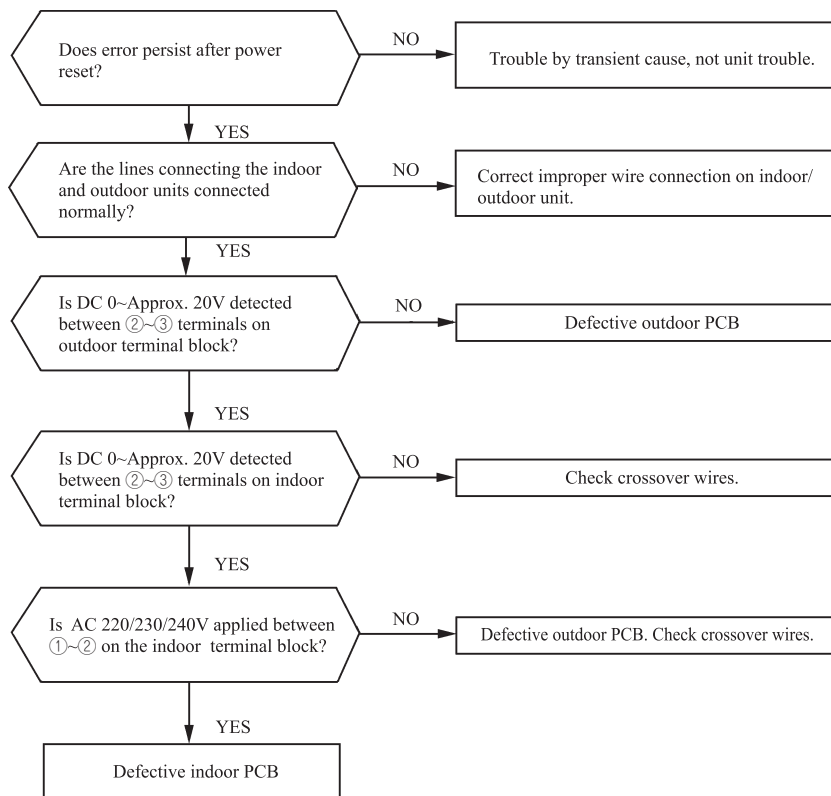 Does error persist after power
reset?
NO
Trouble by transient cause, not unit trouble.
YES
Are the lines connecting the indoor
and outdoor units connected
normally?
NO
Correct improper wire connection on indoor/
outdoor unit.
YES
Is DC 0~Approx. 20V detected
between ②~③ terminals on
outdoor terminal block?
NO
Defective outdoor PCB
YES
Is DC 0~Approx. 20V detected
between ②~③ terminals on indoor
terminal block?
NO
Check crossover wires.
YES
Is AC 220/230/240V applied between
①~② on the indoor terminal block?
NO
Defective outdoor PCB. Check crossover wires.
YES
Defective indoor PCB